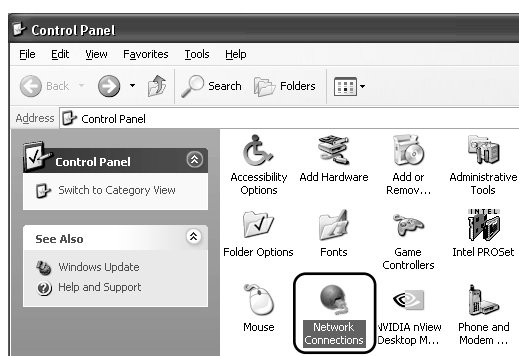 Control Panel
File Edit View Favorites Tools Help
Back Search Folders
Address Control Panel
Control Panel
Switch to Category View
See Also
Windows Update
Help and Support
Accessibility Options
Add Hardware
Add or Remov...
Administrative Tools
Folder Options
Fonts
Game Controllers
INTEL
Intel PROSet
Mouse
Network Connections
NVIDIA nView Desktop M...
Phone and Modem ...